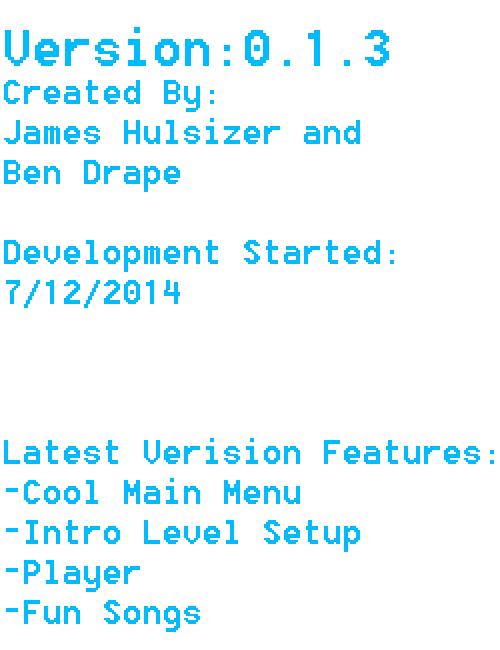 Version:0.1.3
Created By:
James Hulsizer and
Ben Drape
Development Started:
7/12/2014
Latest Verision Features:
-Cool Main Menu
-Intro Level Setup
-Player
-Fun Songs